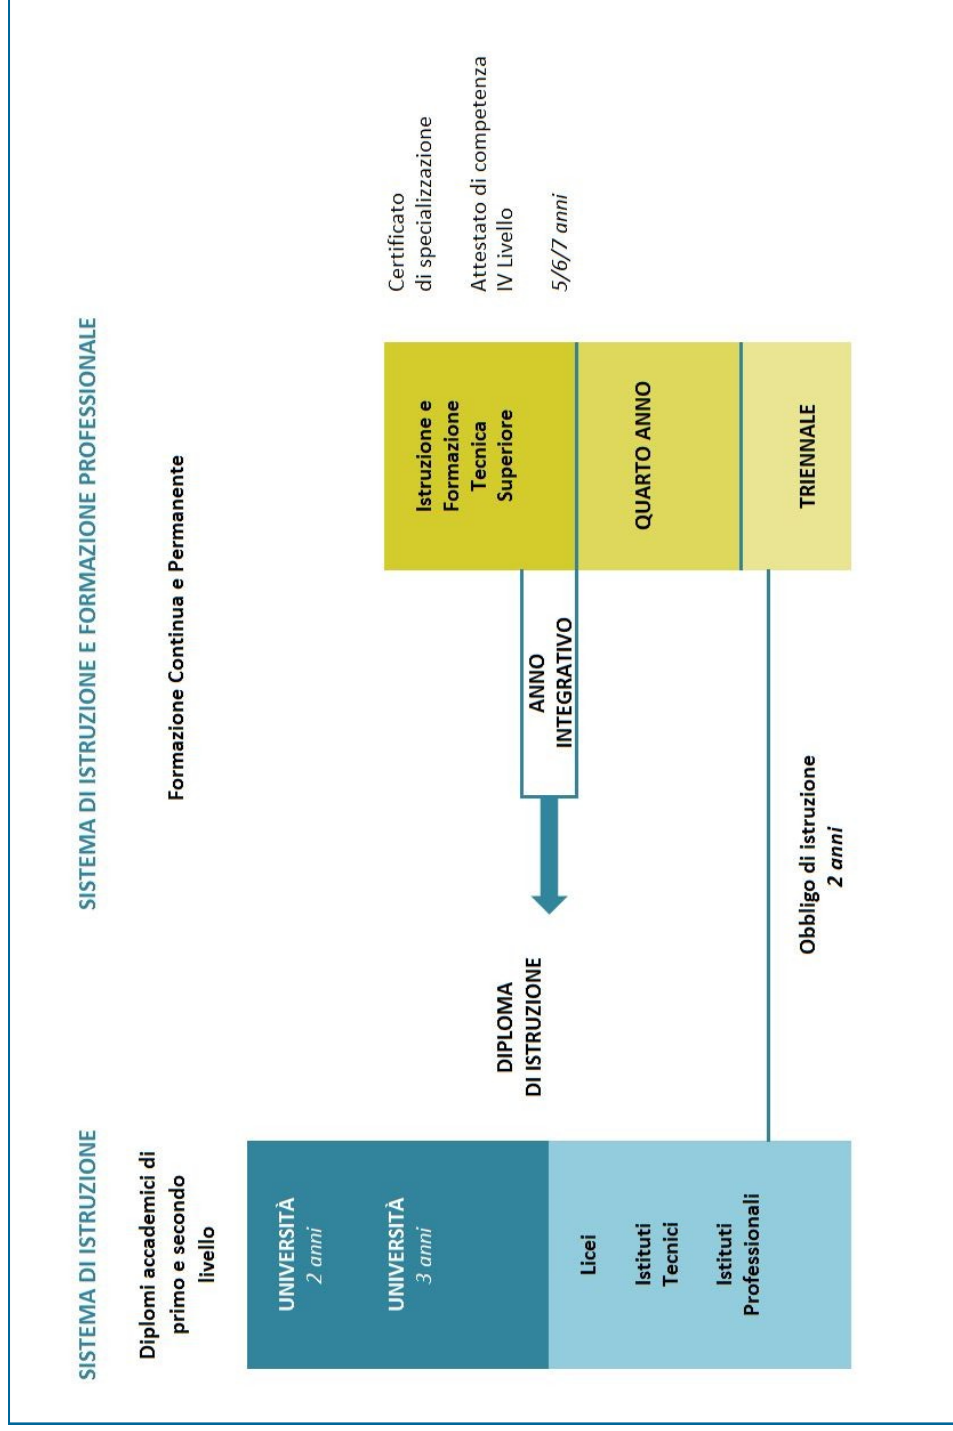 SISTEMA DI ISTRUZIONE
SISTEMA DI ISTRUZIONE E FORMAZIONE PROFESSIONALE
Diplomi accademici di
primo e secondo
livello
Formazione Continua e Permanente
UNIVERSITÀ
2 anni
UNIVERSITÀ
3 anni
Licei
Istituti
Tecnici
Istituti
Professionali
DIPLOMA
DI ISTRUZIONE
ANNO
INTEGRATIVO
Obbligo di istruzione
2 anni
Istruzione e
Formazione
Tecnica
Superiore
QUARTO ANNO
TRIENNALE
Certificato
di specializzazione
Attestato di competenza
IV Livello
5/6/7 anni